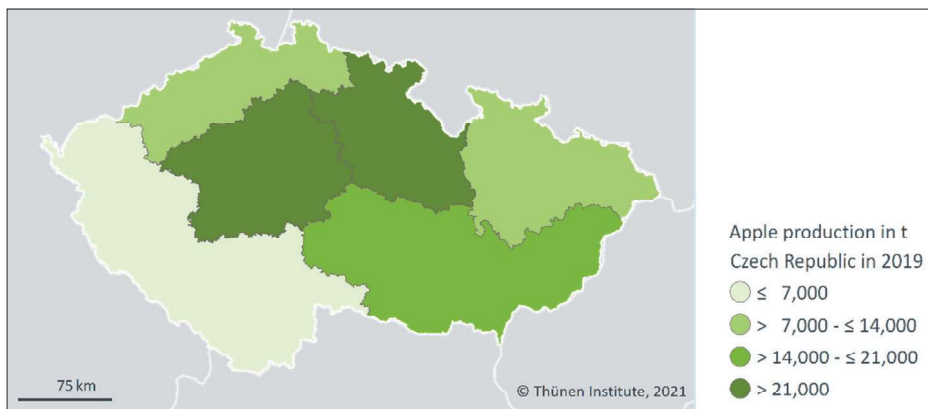 Apple production in t
Czech Republic in 2019
≤ 7,000
> 7,000 - ≤ 14,000
> 14,000 - ≤ 21,000
> 21,000
75 km
© Thünen Institute, 2021